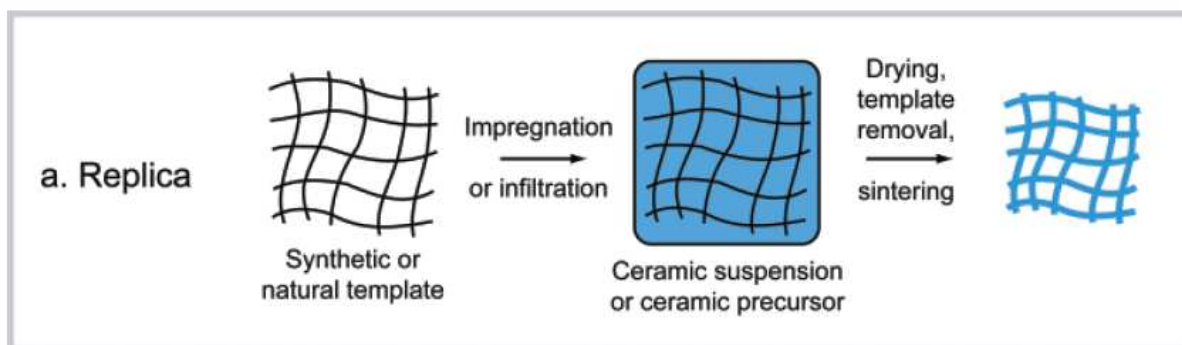 a. Replica
Synthetic or
natural template
Impregnation
or infiltration
Ceramic suspension
or ceramic precursor
Drying,
template
removal,
sintering